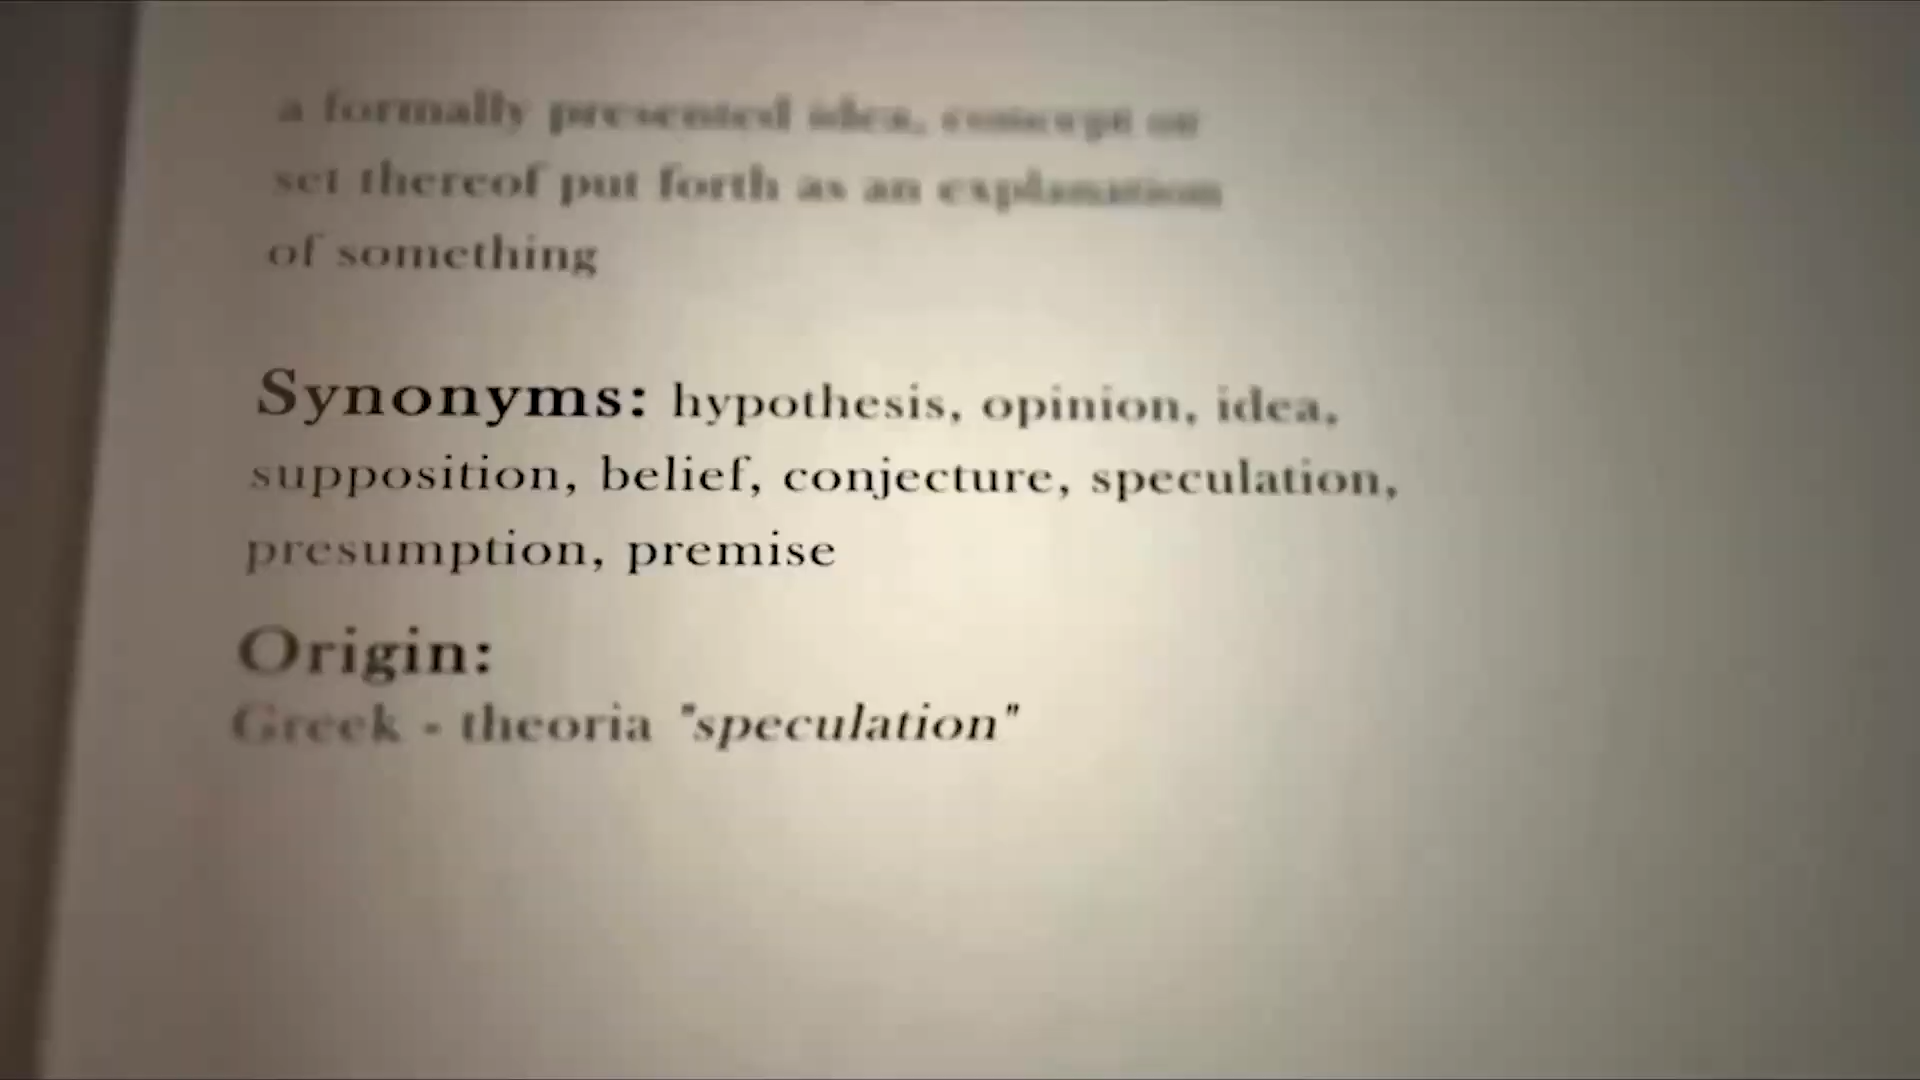 a formally presented idea, concept or
set thereof put forth as an explanation
of something
Synonyms: hypothesis, opinion, idea,
supposition, belief, conjecture, speculation,
presumption, premise
Origin:
Greek - theoria "speculation"